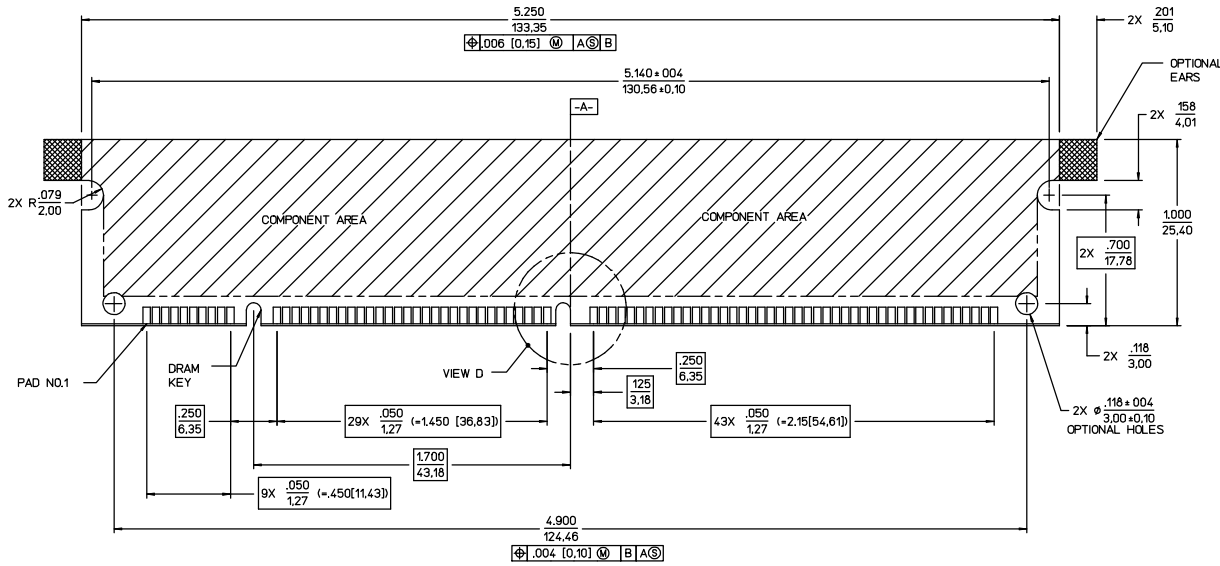 5.250
133,35
⌖ .006 [0,15] Ⓜ A Ⓢ B
2X 201
5,10
5.140±004
130,56±0,10
OPTIONAL
EARS
-A-
2X 158
4,01
2X R .079
2,00
COMPONENT AREA
COMPONENT AREA
1.000
25,40
2X .700
17,78
PAD NO.1
DRAM
KEY
VIEW D
.250
6,35
125
3,18
2X .118
3,00
.250
6,35
29X .050 (=1.450 [36,83])
1,27
43X .050 (=2.15[54,61])
1,27
2X ⌀ .118±004
3,00±0,10
OPTIONAL HOLES
1.700
43,18
9X .050 (=.450[11,43])
1,27
4.900
124,46
⌖ .004 [0,10] Ⓜ B A Ⓢ